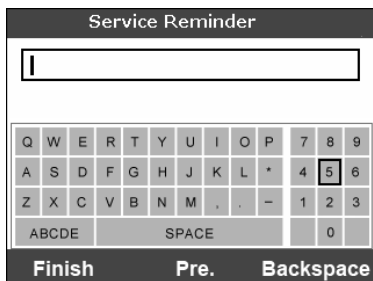 Service Reminder
Q W E R T Y U I O P 7 8 9
A S D F G H J K L * 4 5 6
Z X C V B N M , . - 1 2 3
ABCDE SPACE 0
Finish Pre. Backspace